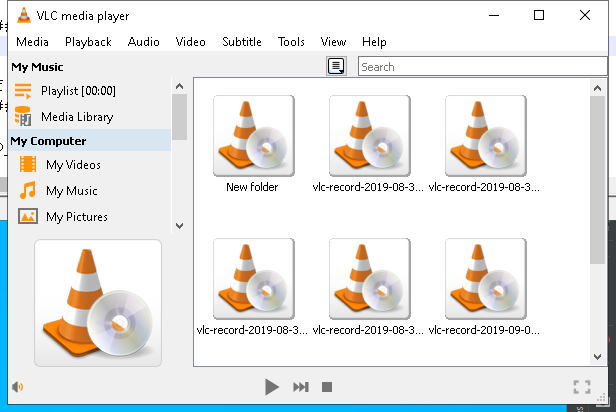 VLC media player
Media Playback Audio Video Subtitle Tools View Help
My Music
Search
Playlist [00:00]
Media Library
My Computer
My Videos
My Music
My Pictures
New folder
vlc-record-2019-08-3...
vlc-record-2019-08-3...
vlc-record-2019-08-3...
vlc-record-2019-08-3...
vlc-record-2019-09-0...